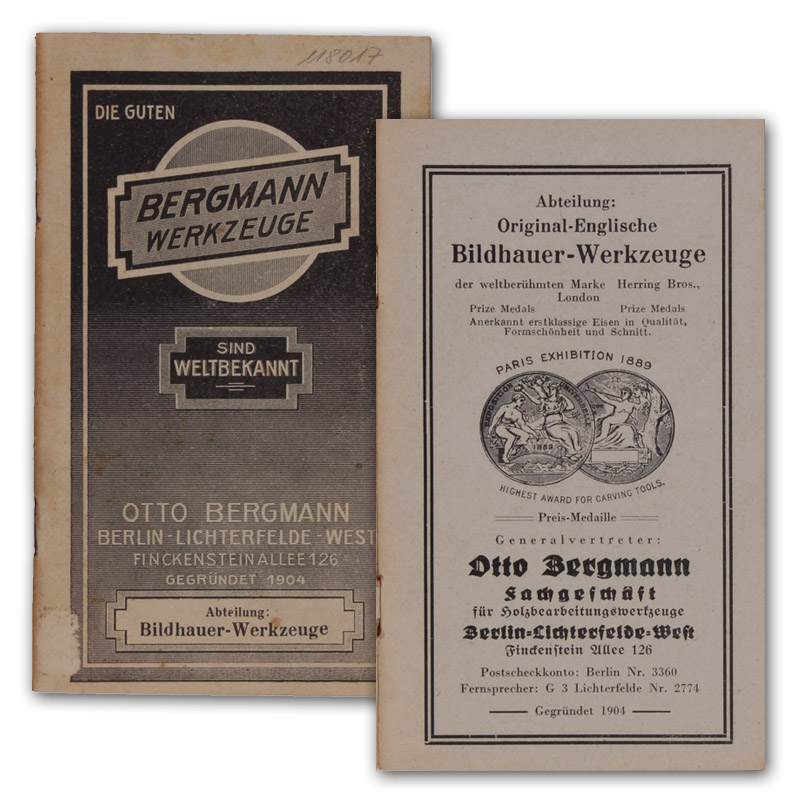 118017
DIE GUTEN
BERGMANN
WERKZEUGE
SIND
WELTBEKANNT
OTTO BERGMANN
BERLIN-LICHTERFELDE-WEST
FINCKENSTEINALLEE 126
GEGRÜNDET 1904
Abteilung:
Bildhauer-Werkzeuge
Abteilung:
Original-Englische
Bildhauer-Werkzeuge
der weltberühmten Marke Herring Bros.,
London
Prize Medals Prize Medals
Anerkannt erstklassige Eisen in Qualität,
Formschönheit und Schnitt.
PARIS EXHIBITION 1889
EXPOSITION UNIVERSELLE
1889
HIGHEST AWARD FOR CARVING TOOLS.
Preis-Medaille
Generalvertreter:
Otto Bergmann
Fachgeschäft
für Holzbearbeitungswerkzeuge
Berlin-Lichterfelde-West
Finckenstein Allee 126
Postscheckkonto: Berlin Nr. 3360
Fernsprecher: G 3 Lichterfelde Nr. 2774
Gegründet 1904